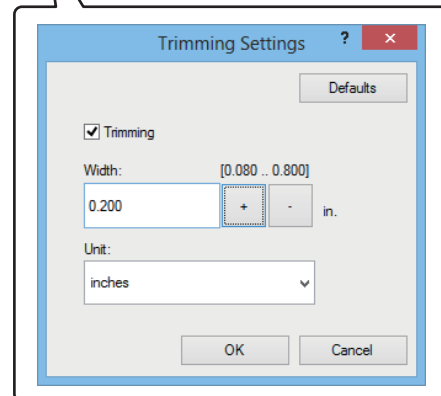 Trimming Settings ? ×
Defaults
Trimming
Width: [0.080 .. 0.800]
0.200 + - in.
Unit:
inches
OK Cancel